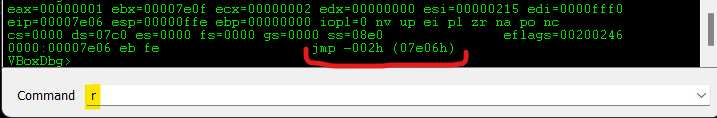 eax=00000001 ebx=00007e0f ecx=00000002 edx=00000000 esi=00000215 edi=0000fff0
eip=00007e06 esp=00000ffe ebp=00000000 iopl=0 nv up ei pl zr na po nc
cs=0000 ds=07c0 es=0000 fs=0000 gs=0000 ss=08e0 eflags=00200246
0000:00007e06 eb fe jmp -002h (07e06h)
VBoxDbg>
Command r